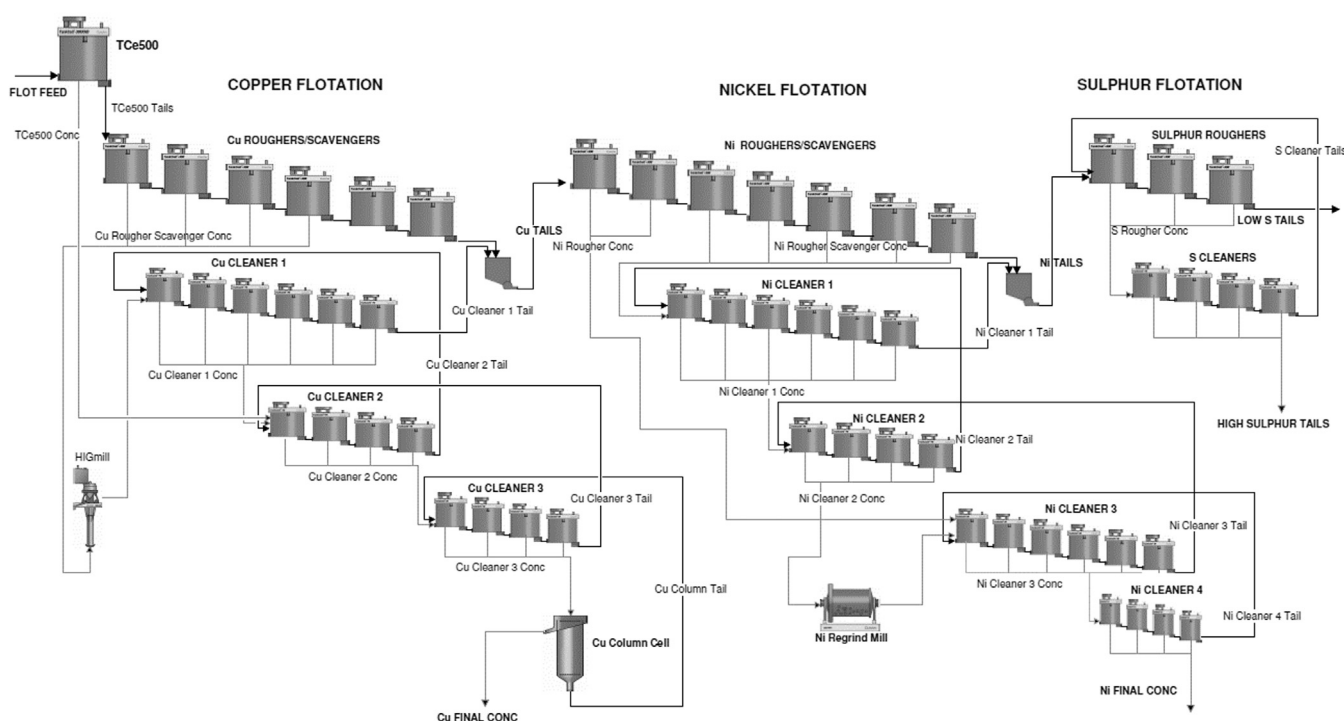 TCe500
FLOT FEED
COPPER FLOTATION
NICKEL FLOTATION
SULPHUR FLOTATION
TCe500 Tails
TCe500 Conc
Cu ROUGHERS/SCAVENGERS
Ni ROUGHERS/SCAVENGERS
SULPHUR ROUGHERS
S Cleaner Tails
Cu Rougher Scavenger Conc
Cu TAILS
Ni Rougher Conc
Ni Rougher Scavenger Conc
Ni TAILS
S Rougher Conc
LOW S TAILS
Cu CLEANER 1
Cu Cleaner 1 Tail
Ni CLEANER 1
Ni Cleaner 1 Tail
S CLEANERS
Cu Cleaner 1 Conc
Cu Cleaner 2 Tail
Ni Cleaner 1 Conc
Cu CLEANER 2
Ni CLEANER 2
Ni Cleaner 2 Tail
HIGH SULPHUR TAILS
HIGmill
Cu Cleaner 2 Conc
Cu CLEANER 3
Cu Cleaner 3 Tail
Ni Cleaner 2 Conc
Ni CLEANER 3
Ni Cleaner 3 Tail
Cu Cleaner 3 Conc
Cu Column Tail
Ni Cleaner 3 Conc
Ni CLEANER 4
Ni Cleaner 4 Tail
Cu Column Cell
Ni Regrind Mill
Cu FINAL CONC
Ni FINAL CONC